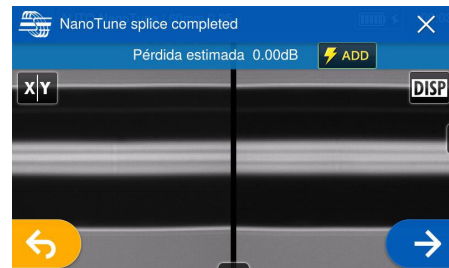 NanoTune splice completed
Pérdida estimada 0.00dB ADD
X Y
DISP